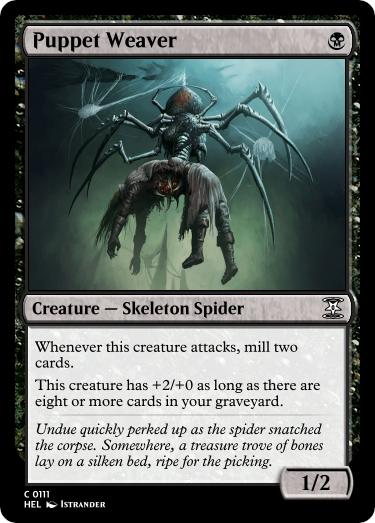 Puppet Weaver
Creature — Skeleton Spider
Whenever this creature attacks, mill two
cards.
This creature has +2/+0 as long as there are
eight or more cards in your graveyard.
Undue quickly perked up as the spider snatched
the corpse. Somewhere, a treasure trove of bones
lay on a silken bed, ripe for the picking.
1/2
C 0111
HEL Istrander